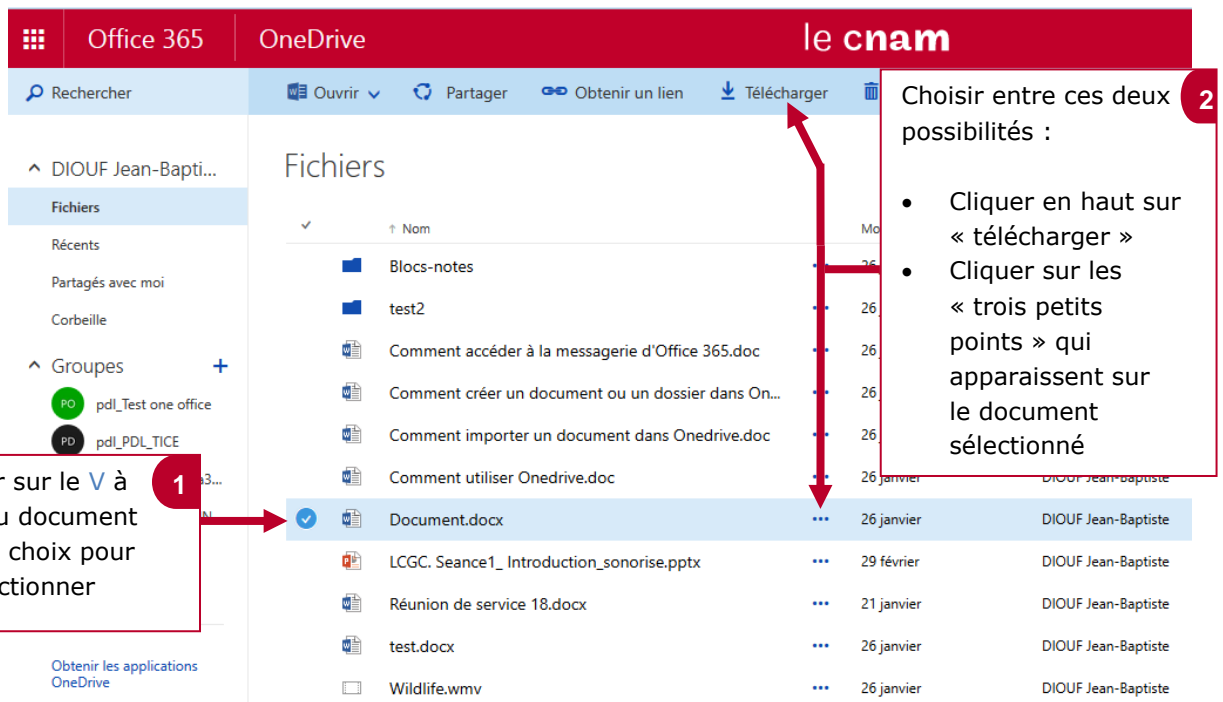 Office 365 OneDrive le cnam
Rechercher Ouvrir Partager Obtenir un lien Télécharger
DIOUF Jean-Bapti...
Fichiers
Récents
Partagés avec moi
Corbeille
Groupes +
PO pdl_Test one office
PD pdl_PDL_TICE
a3...
N
Obtenir les applications
OneDrive
Fichiers
↑ Nom Mo
Blocs-notes ... 26
test2 ... 26 j
Comment accéder à la messagerie d'Office 365.doc ... 26 j
Comment créer un document ou un dossier dans On... ... 26
Comment importer un document dans Onedrive.doc ... 26 j
Comment utiliser Onedrive.doc ... 26 janvier DIOUF Jean-Baptiste
Document.docx ... 26 janvier DIOUF Jean-Baptiste
LCGC. Seance1_ Introduction_sonorise.pptx ... 29 février DIOUF Jean-Baptiste
Réunion de service 18.docx ... 21 janvier DIOUF Jean-Baptiste
test.docx ... 26 janvier DIOUF Jean-Baptiste
Wildlife.wmv 26 janvier DIOUF Jean-Baptiste
1
r sur le V à
u document
choix pour
ctionner
2
Choisir entre ces deux
possibilités :
• Cliquer en haut sur
« télécharger »
• Cliquer sur les
« trois petits
points » qui
apparaissent sur
le document
sélectionné